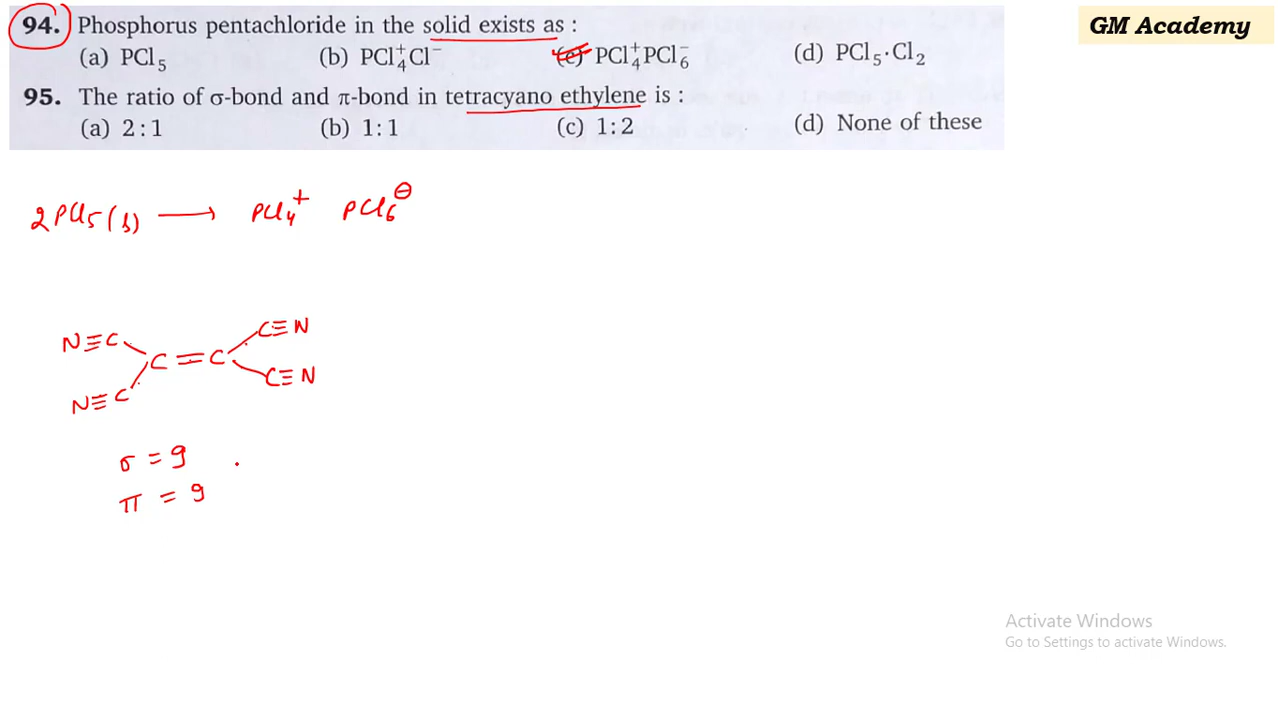 94. Phosphorus pentachloride in the solid exists as :
GM Academy
(a) PCl₅ (b) PCl₄⁺Cl⁻ (c) PCl₄⁺PCl₆⁻ (d) PCl₅·Cl₂
95. The ratio of σ-bond and π-bond in tetracyano ethylene is :
(a) 2 : 1 (b) 1 : 1 (c) 1 : 2 (d) None of these
2PCl₅(s) ⟶ PCl₄⁺ PCl₆⊖
N≡C C≡N
C=C
N≡C C≡N
σ = 9
π = 9
Activate Windows
Go to Settings to activate Windows.